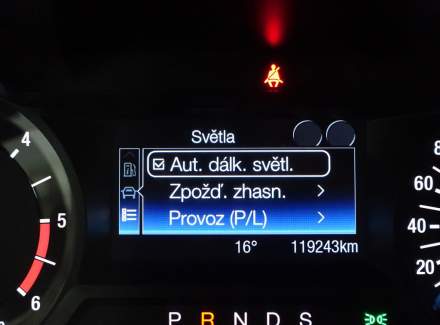 Světla
Aut. dálk. světl.
Zpožď. zhasn.
Provoz (P/L)
16° 119243km
4
5
6
80
60
40
20
P R N D S